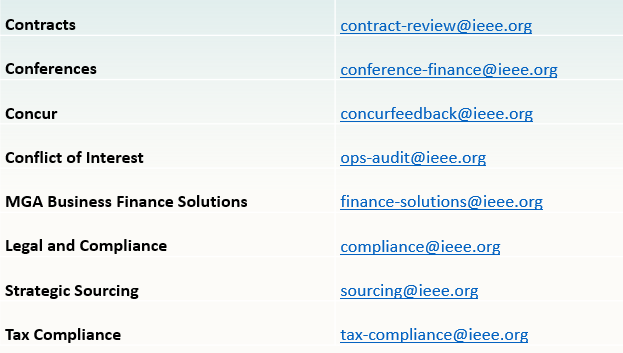 Contracts contract-review@ieee.org
Conferences conference-finance@ieee.org
Concur concurfeedback@ieee.org
Conflict of Interest ops-audit@ieee.org
MGA Business Finance Solutions finance-solutions@ieee.org
Legal and Compliance compliance@ieee.org
Strategic Sourcing sourcing@ieee.org
Tax Compliance tax-compliance@ieee.org